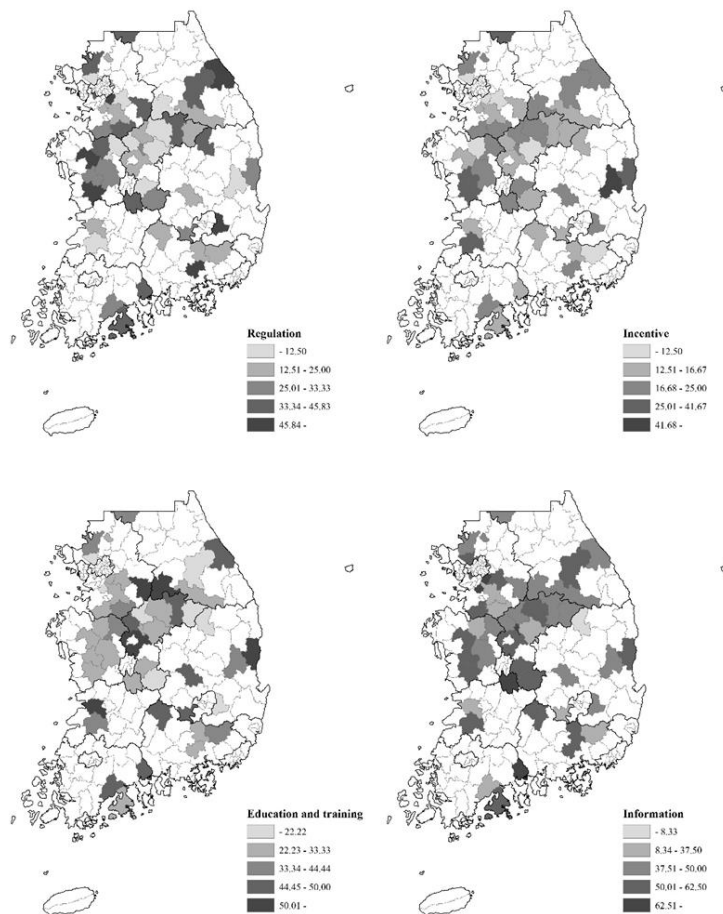 Regulation
- 12.50
12.51 - 25.00
25.01 - 33.33
33.34 - 45.83
45.84 -
Incentive
- 12.50
12.51 - 16.67
16.68 - 25.00
25.01 - 41.67
41.68 -
Education and training
- 22.22
22.23 - 33.33
33.34 - 44.44
44.45 - 50.00
50.01 -
Information
- 8.33
8.34 - 37.50
37.51 - 50.00
50.01 - 62.50
62.51 -